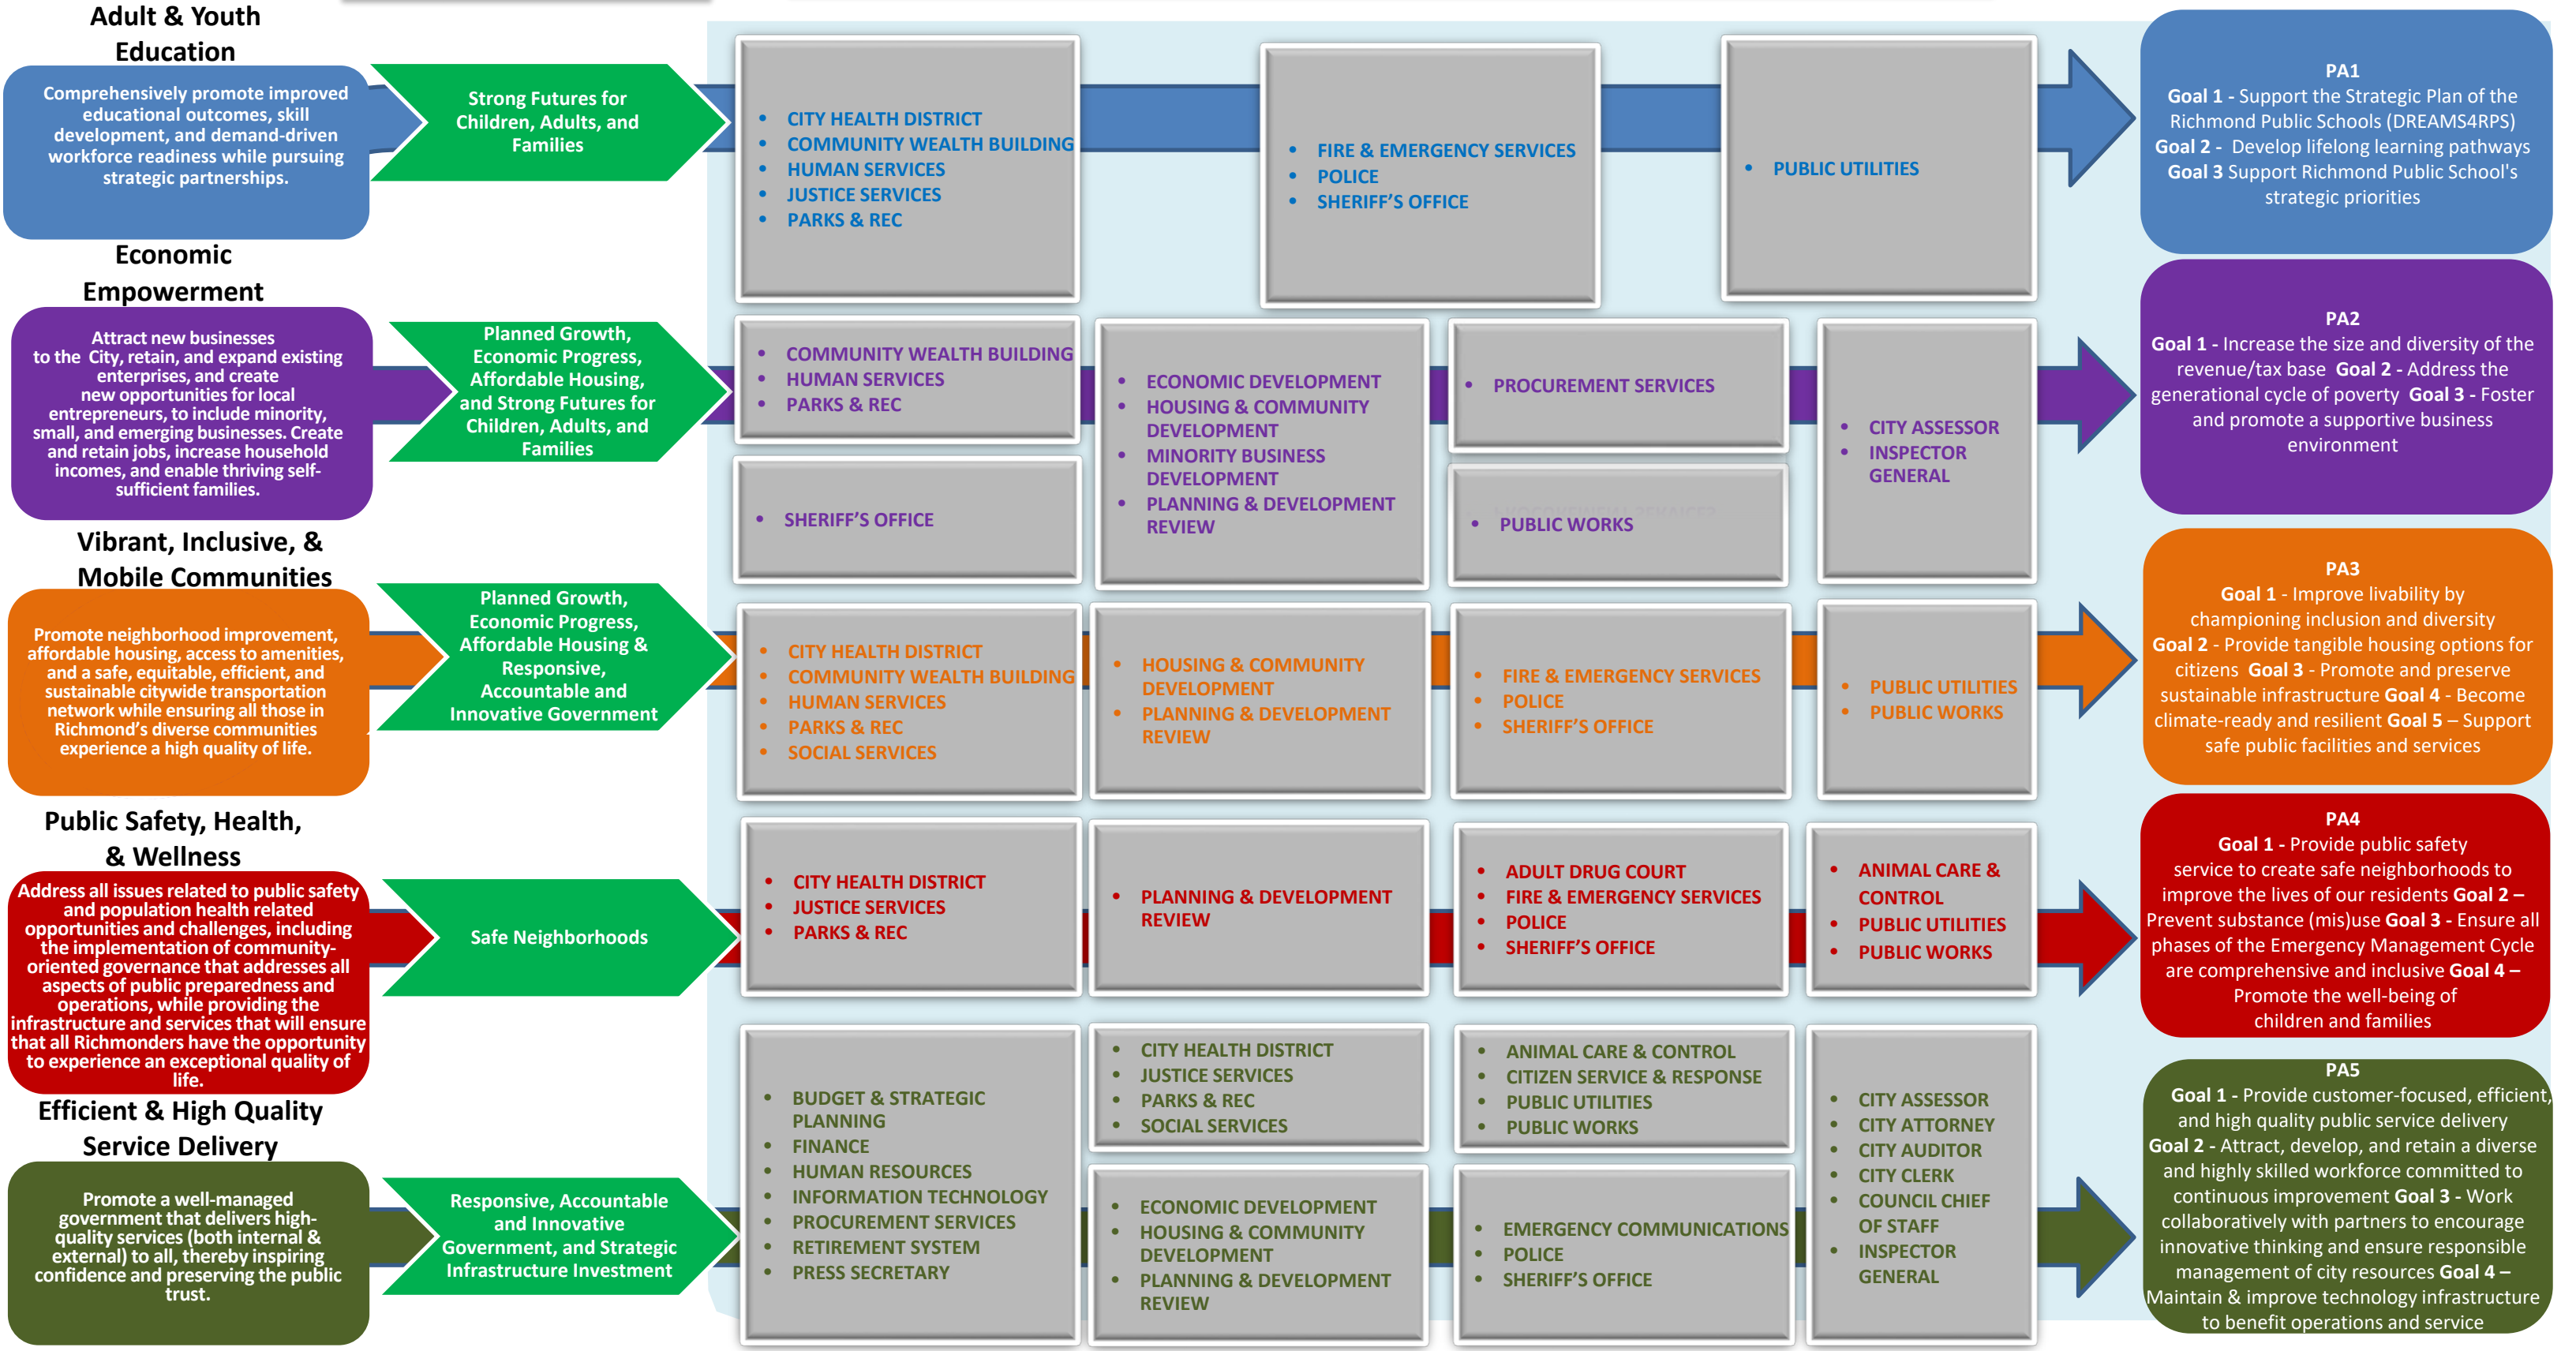 Adult & Youth
Education
Comprehensively promote improved
educational outcomes, skill
development, and demand-driven
workforce readiness while pursuing
strategic partnerships.
Strong Futures for
Children, Adults, and
Families
• CITY HEALTH DISTRICT
• COMMUNITY WEALTH BUILDING
• HUMAN SERVICES
• JUSTICE SERVICES
• PARKS & REC
• FIRE & EMERGENCY SERVICES
• POLICE
• SHERIFF’S OFFICE
• PUBLIC UTILITIES
PA1
Goal 1 - Support the Strategic Plan of the
Richmond Public Schools (DREAMS4RPS)
Goal 2 - Develop lifelong learning pathways
Goal 3 Support Richmond Public School's
strategic priorities
Economic
Empowerment
Attract new businesses
to the City, retain, and expand existing
enterprises, and create
new opportunities for local
entrepreneurs, to include minority,
small, and emerging businesses. Create
and retain jobs, increase household
incomes, and enable thriving self-
sufficient families.
Planned Growth,
Economic Progress,
Affordable Housing,
and Strong Futures for
Children, Adults, and
Families
• COMMUNITY WEALTH BUILDING
• HUMAN SERVICES
• PARKS & REC
• SHERIFF’S OFFICE
• ECONOMIC DEVELOPMENT
• HOUSING & COMMUNITY
DEVELOPMENT
• MINORITY BUSINESS
DEVELOPMENT
• PLANNING & DEVELOPMENT
REVIEW
• PROCUREMENT SERVICES
• PUBLIC WORKS
• CITY ASSESSOR
• INSPECTOR
GENERAL
PA2
Goal 1 - Increase the size and diversity of the
revenue/tax base Goal 2 - Address the
generational cycle of poverty Goal 3 - Foster
and promote a supportive business
environment
Vibrant, Inclusive, &
Mobile Communities
Promote neighborhood improvement,
affordable housing, access to amenities,
and a safe, equitable, efficient, and
sustainable citywide transportation
network while ensuring all those in
Richmond’s diverse communities
experience a high quality of life.
Planned Growth,
Economic Progress,
Affordable Housing &
Responsive,
Accountable and
Innovative Government
• CITY HEALTH DISTRICT
• COMMUNITY WEALTH BUILDING
• HUMAN SERVICES
• PARKS & REC
• SOCIAL SERVICES
• HOUSING & COMMUNITY
DEVELOPMENT
• PLANNING & DEVELOPMENT
REVIEW
• FIRE & EMERGENCY SERVICES
• POLICE
• SHERIFF’S OFFICE
• PUBLIC UTILITIES
• PUBLIC WORKS
PA3
Goal 1 - Improve livability by
championing inclusion and diversity
Goal 2 - Provide tangible housing options for
citizens Goal 3 - Promote and preserve
sustainable infrastructure Goal 4 - Become
climate-ready and resilient Goal 5 – Support
safe public facilities and services
Public Safety, Health,
& Wellness
Address all issues related to public safety
and population health related
opportunities and challenges, including
the implementation of community-
oriented governance that addresses all
aspects of public preparedness and
operations, while providing the
infrastructure and services that will ensure
that all Richmonders have the opportunity
to experience an exceptional quality of
life.
Safe Neighborhoods
• CITY HEALTH DISTRICT
• JUSTICE SERVICES
• PARKS & REC
• PLANNING & DEVELOPMENT
REVIEW
• ADULT DRUG COURT
• FIRE & EMERGENCY SERVICES
• POLICE
• SHERIFF’S OFFICE
• ANIMAL CARE &
CONTROL
• PUBLIC UTILITIES
• PUBLIC WORKS
PA4
Goal 1 - Provide public safety
service to create safe neighborhoods to
improve the lives of our residents Goal 2 –
Prevent substance (mis)use Goal 3 - Ensure all
phases of the Emergency Management Cycle
are comprehensive and inclusive Goal 4 –
Promote the well-being of
children and families
Efficient & High Quality
Service Delivery
Promote a well-managed
government that delivers high-
quality services (both internal &
external) to all, thereby inspiring
confidence and preserving the public
trust.
Responsive, Accountable
and Innovative
Government, and Strategic
Infrastructure Investment
• BUDGET & STRATEGIC
PLANNING
• FINANCE
• HUMAN RESOURCES
• INFORMATION TECHNOLOGY
• PROCUREMENT SERVICES
• RETIREMENT SYSTEM
• PRESS SECRETARY
• CITY HEALTH DISTRICT
• JUSTICE SERVICES
• PARKS & REC
• SOCIAL SERVICES
• ECONOMIC DEVELOPMENT
• HOUSING & COMMUNITY
DEVELOPMENT
• PLANNING & DEVELOPMENT
REVIEW
• ANIMAL CARE & CONTROL
• CITIZEN SERVICE & RESPONSE
• PUBLIC UTILITIES
• PUBLIC WORKS
• EMERGENCY COMMUNICATIONS
• POLICE
• SHERIFF’S OFFICE
• CITY ASSESSOR
• CITY ATTORNEY
• CITY AUDITOR
• CITY CLERK
• COUNCIL CHIEF
OF STAFF
• INSPECTOR
GENERAL
PA5
Goal 1 - Provide customer-focused, efficient,
and high quality public service delivery
Goal 2 - Attract, develop, and retain a diverse
and highly skilled workforce committed to
continuous improvement Goal 3 - Work
collaboratively with partners to encourage
innovative thinking and ensure responsible
management of city resources Goal 4 –
Maintain & improve technology infrastructure
to benefit operations and service